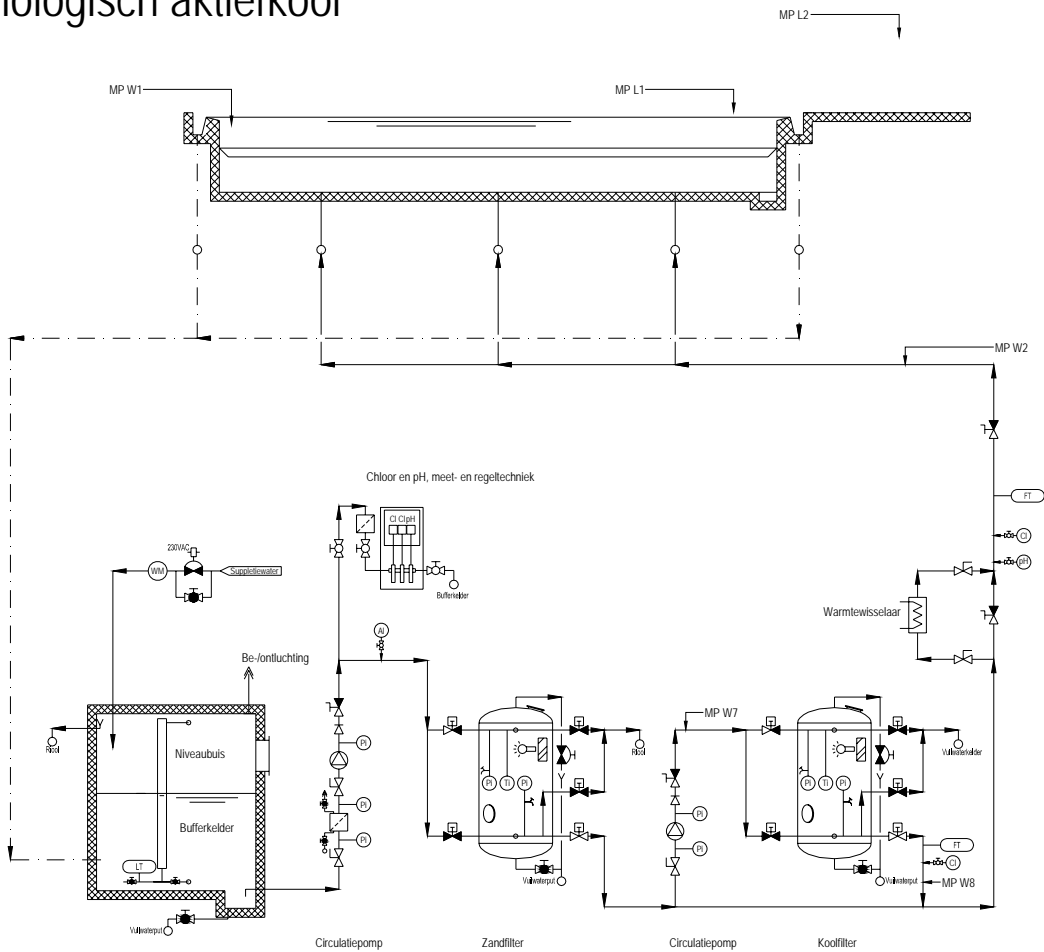 ologisch aktiefkool
MP L2
MP W1
MP L1
MP W2
Chloor en pH, meet- en regeltechniek
Cl Cl pH
FT
230VAC
WM
Suppletiewater
Bufferkelder
Cl
pH
Warmtewisselaar
AI
Be-/ontluchting
MP W7
Riool
Niveaubuis
PI
Riool
Vuilwaterkelder
PI
TI
PI
PI
TI
PI
Bufferkelder
PI
PI
PI
PI
FT
LT
Cl
MP W8
Vuilwaterput
Vuilwaterput
Vuilwaterput
Circulatiepomp
Zandfilter
Circulatiepomp
Koolfilter